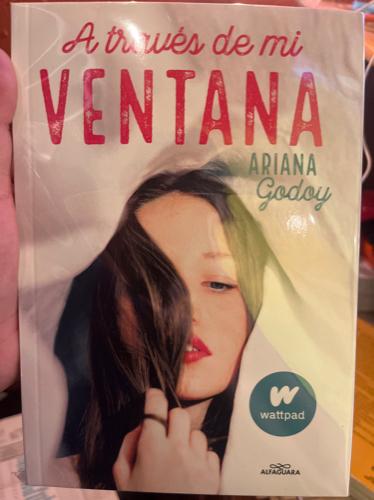 A través de mi
VENTANA
ARIANA
Godoy
wattpad
ALFAGUARA